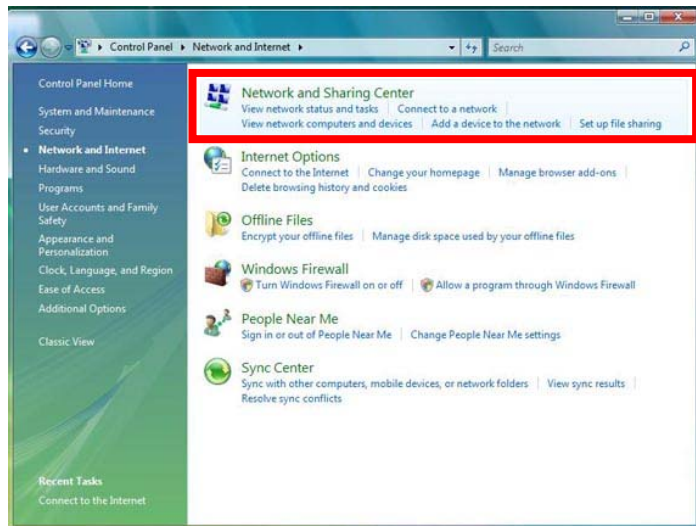 Control Panel ▸ Network and Internet ▸
Search
Control Panel Home
System and Maintenance
Security
Network and Internet
Hardware and Sound
Programs
User Accounts and Family
Safety
Appearance and
Personalization
Clock, Language, and Region
Ease of Access
Additional Options
Classic View
Recent Tasks
Connect to the Internet
Network and Sharing Center
View network status and tasks | Connect to a network
View network computers and devices | Add a device to the network | Set up file sharing
Internet Options
Connect to the Internet | Change your homepage | Manage browser add-ons
Delete browsing history and cookies
Offline Files
Encrypt your offline files | Manage disk space used by your offline files
Windows Firewall
Turn Windows Firewall on or off | Allow a program through Windows Firewall
People Near Me
Sign in or out of People Near Me | Change People Near Me settings
Sync Center
Sync with other computers, mobile devices, or network folders | View sync results
Resolve sync conflicts